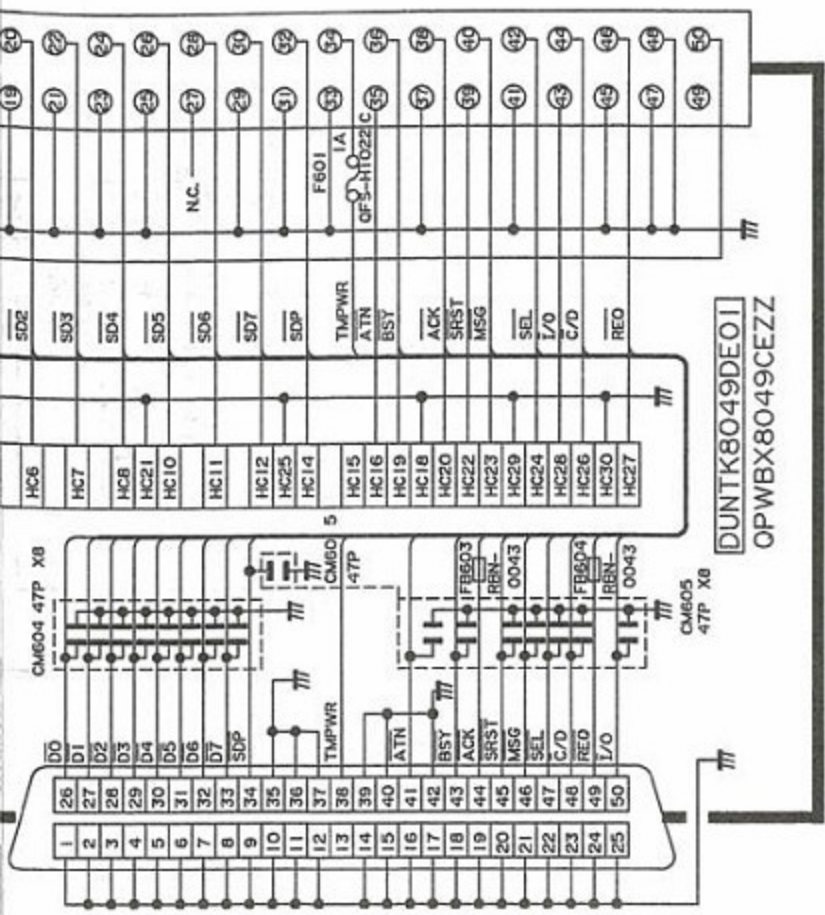 20 22 24 26 28 30 32 34 36 38 40 42 44 46 48 50
19 21 23 25 27 29 31 33 35 37 39 41 43 45 47 49
N.C.
F601
1A
QFS-H1022 C
SD2
SD3
SD4
SD5
SD6
SD7
SDP
TMPWR
ATN
BSY
ACK
SRST
MSG
SEL
I/O
C/D
REQ
HC6
HC7
HC8
HC21
HC10
HC11
HC12
HC25
HC14
HC15
HC16
HC19
HC18
HC20
HC22
HC23
HC29
HC24
HC28
HC26
HC30
HC27
DUNTK8049DE01
QPWBX8049CEZZ
5
CM604 47P X8
CM60
47P
FB603
RBN-
0043
FB604
RBN-
0043
CM605
47P X8
D0
D1
D2
D3
D4
D5
D6
D7
SDP
TMPWR
ATN
BSY
ACK
SRST
MSG
SEL
C/D
REQ
I/O
26 27 28 29 30 31 32 33 34 35 36 37 38 39 40 41 42 43 44 45 46 47 48 49 50
1 2 3 4 5 6 7 8 9 10 11 12 13 14 15 16 17 18 19 20 21 22 23 24 25